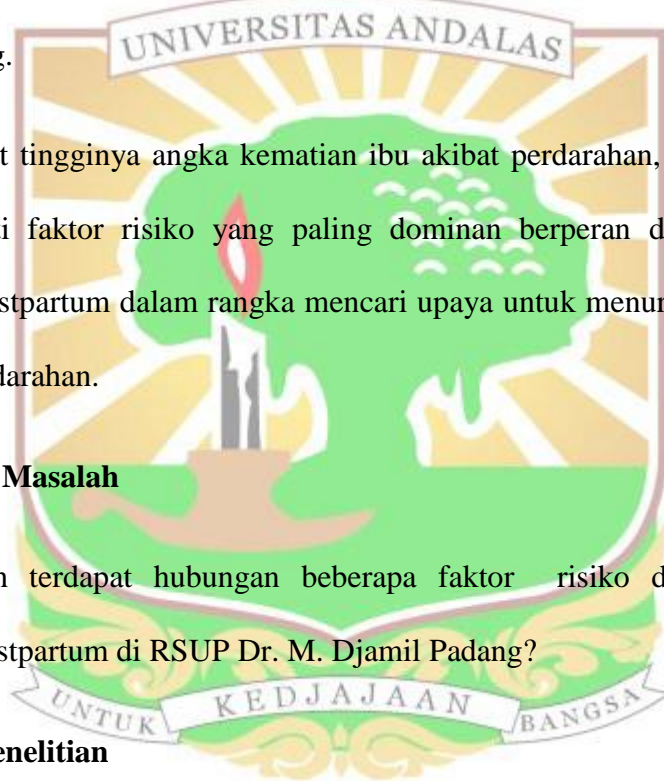 UNIVERSITAS ANDALAS
g.
t tingginya angka kematian ibu akibat perdarahan,
i faktor risiko yang paling dominan berperan d
stpartum dalam rangka mencari upaya untuk menur
darahan.
Masalah
n terdapat hubungan beberapa faktor risiko d
stpartum di RSUP Dr. M. Djamil Padang?
UNTUK KEDJAJAAN BANGSA
enelitian